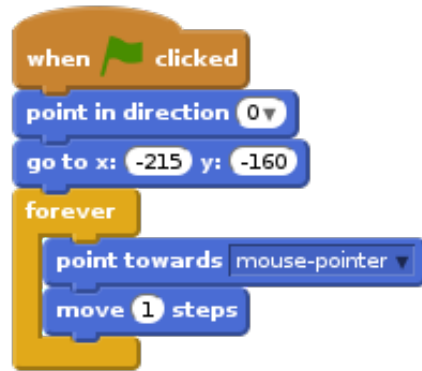 when clicked
point in direction 0
go to x: -215 y: -160
forever
point towards mouse-pointer
move 1 steps